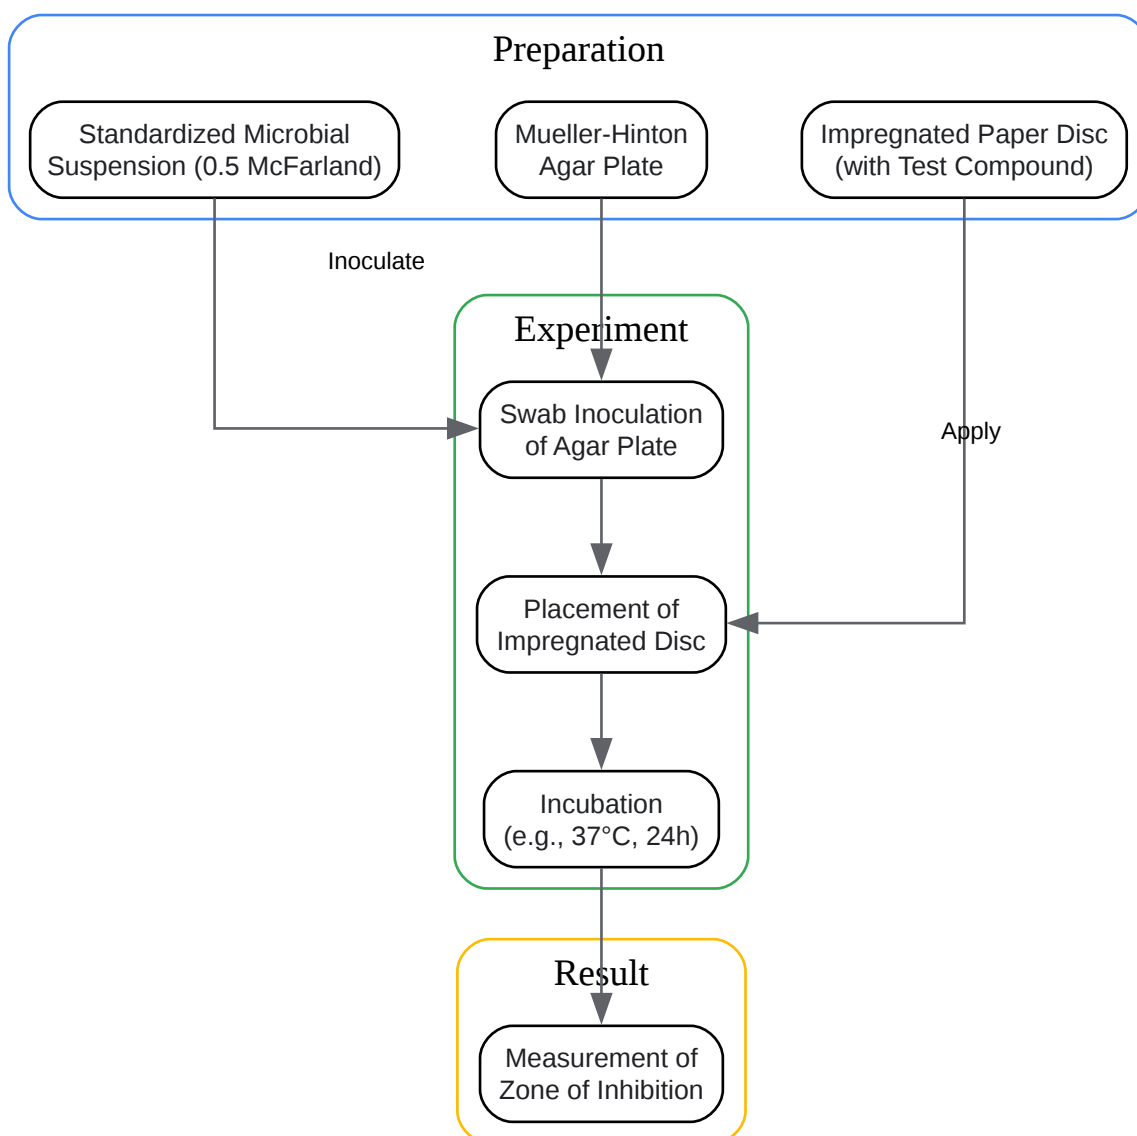 Preparation
Standardized Microbial
Suspension (0.5 McFarland)
Mueller-Hinton
Agar Plate
Impregnated Paper Disc
(with Test Compound)
Inoculate
Experiment
Swab Inoculation
of Agar Plate
Apply
Placement of
Impregnated Disc
Incubation
(e.g., 37°C, 24h)
Result
Measurement of
Zone of Inhibition